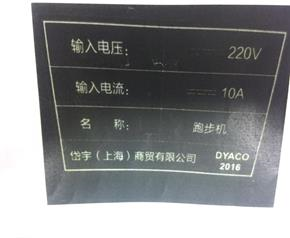 输入电压: ⎓ 220V
输入电流: ⎓ 10A
名 称: 跑步机
岱宇（上海）商贸有限公司 DYACO
2016